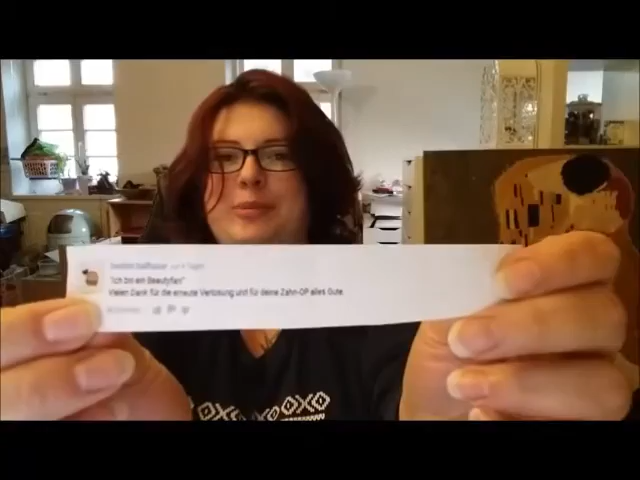 "Ich bin ein Beautyfan"
Vielen Dank für die erneute Verlosung und für deine Zahn-OP alles Gute.